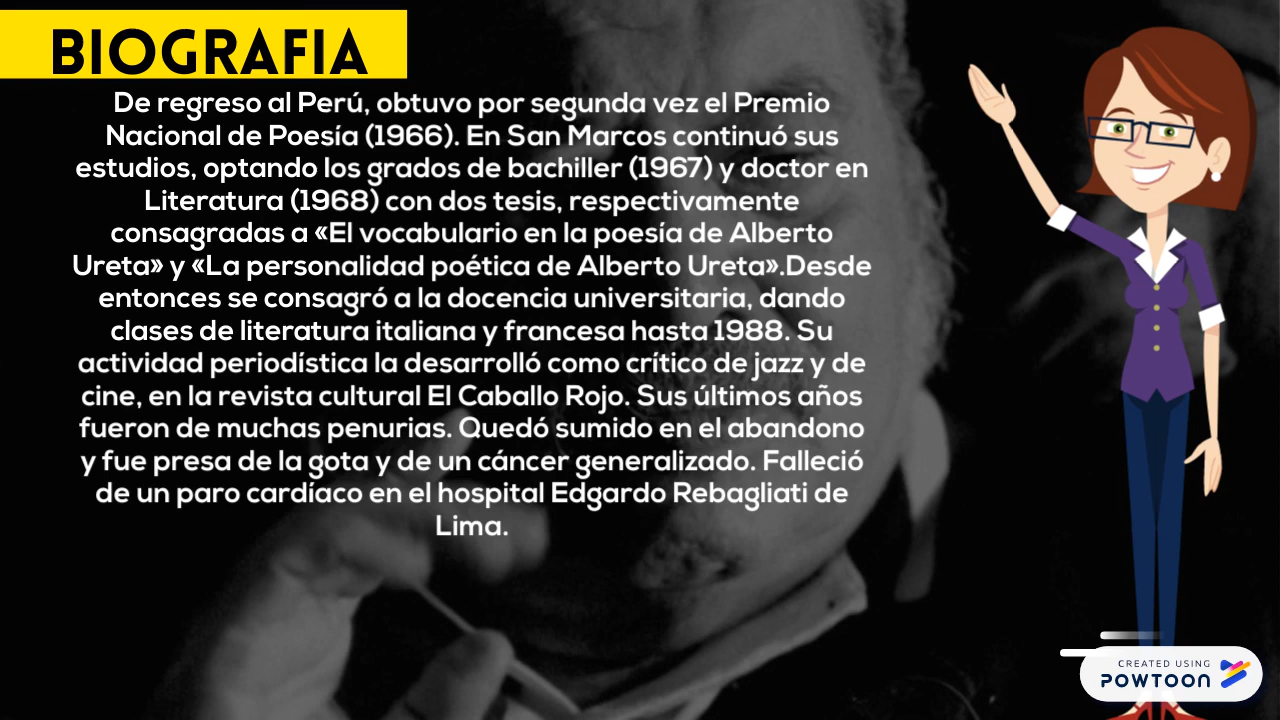 BIOGRAFIA
De regreso al Perú, obtuvo por segunda vez el Premio
Nacional de Poesía (1966). En San Marcos continuó sus
estudios, optando los grados de bachiller (1967) y doctor en
Literatura (1968) con dos tesis, respectivamente
consagradas a «El vocabulario en la poesía de Alberto
Ureta» y «La personalidad poética de Alberto Ureta».Desde
entonces se consagró a la docencia universitaria, dando
clases de literatura italiana y francesa hasta 1988. Su
actividad periodística la desarrolló como crítico de jazz y de
cine, en la revista cultural El Caballo Rojo. Sus últimos años
fueron de muchas penurias. Quedó sumido en el abandono
y fue presa de la gota y de un cáncer generalizado. Falleció
de un paro cardíaco en el hospital Edgardo Rebagliati de
Lima.
CREATED USING
POWTOON